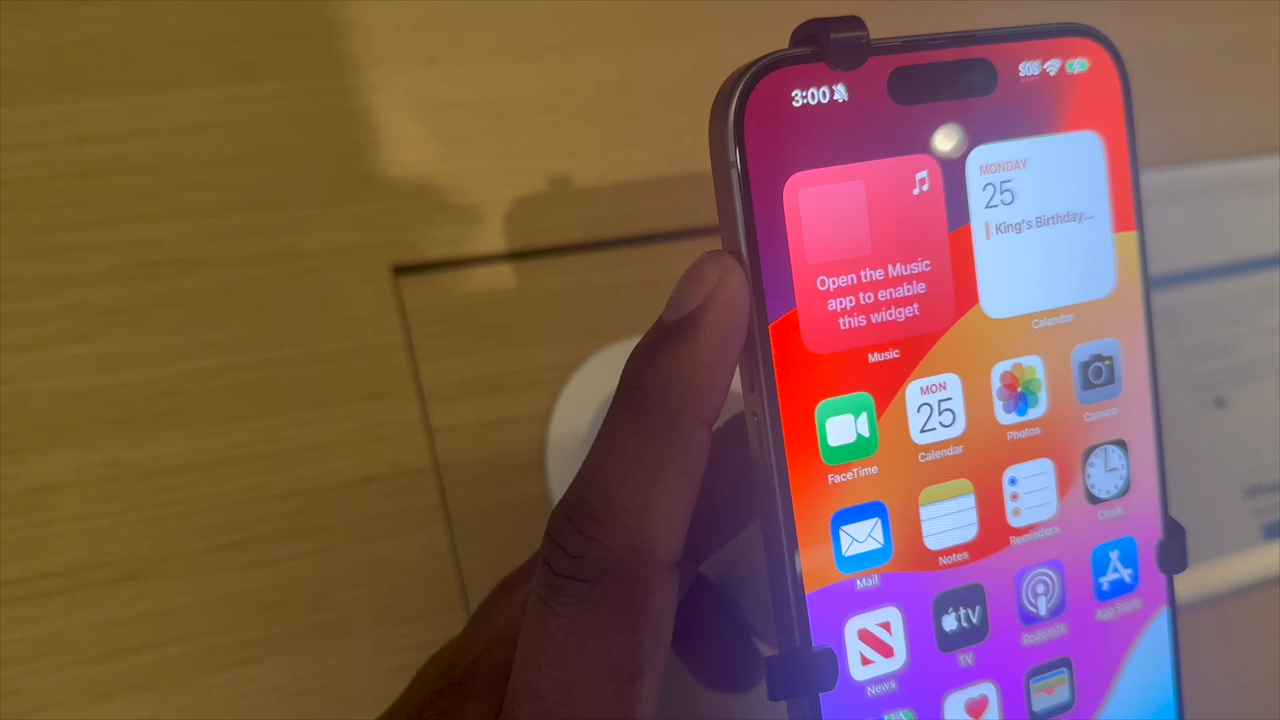 3:00
SOS
MONDAY
25
King's Birthday...
Open the Music
app to enable
this widget
Music
Calendar
FaceTime
MON
25
Calendar
Photos
Camera
Mail
Notes
Reminders
Clock
News
tv
TV
Podcasts
App Store